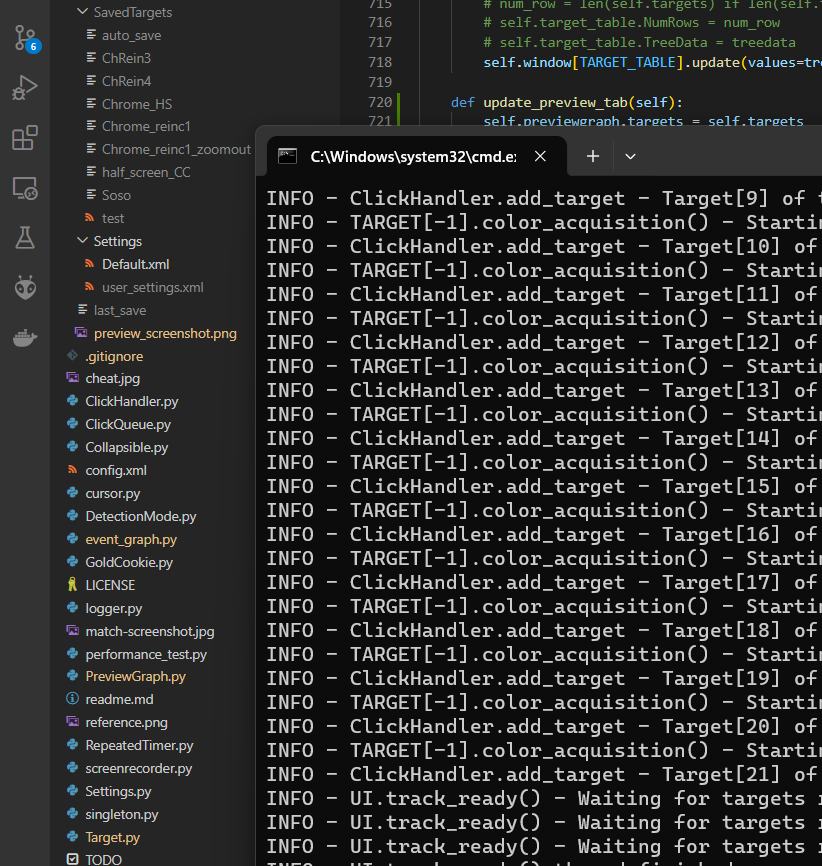 SavedTargets
auto_save
ChRein3
ChRein4
Chrome_HS
Chrome_reinc1
Chrome_reinc1_zoomout
half_screen_CC
Soso
test
Settings
Default.xml
user_settings.xml
last_save
preview_screenshot.png
.gitignore
cheat.jpg
ClickHandler.py
ClickQueue.py
Collapsible.py
config.xml
cursor.py
DetectionMode.py
event_graph.py
GoldCookie.py
LICENSE
logger.py
match-screenshot.jpg
performance_test.py
PreviewGraph.py
readme.md
reference.png
RepeatedTimer.py
screenrecorder.py
Settings.py
singleton.py
Target.py
TODO
6
715 # num_row = len(self.targets) if len(self.
716 # self.target_table.NumRows = num_row
717 # self.target_table.TreeData = treedata
718 self.window[TARGET_TABLE].update(values=tre
719
720 def update_preview_tab(self):
721 self.previewgraph.targets = self.targets
C:\Windows\system32\cmd.e
INFO - ClickHandler.add_target - Target[9] of t
INFO - TARGET[-1].color_acquisition() - Startin
INFO - ClickHandler.add_target - Target[10] of
INFO - TARGET[-1].color_acquisition() - Startin
INFO - ClickHandler.add_target - Target[11] of
INFO - TARGET[-1].color_acquisition() - Startin
INFO - ClickHandler.add_target - Target[12] of
INFO - TARGET[-1].color_acquisition() - Startin
INFO - ClickHandler.add_target - Target[13] of
INFO - TARGET[-1].color_acquisition() - Startin
INFO - ClickHandler.add_target - Target[14] of
INFO - TARGET[-1].color_acquisition() - Startin
INFO - ClickHandler.add_target - Target[15] of
INFO - TARGET[-1].color_acquisition() - Startin
INFO - ClickHandler.add_target - Target[16] of
INFO - TARGET[-1].color_acquisition() - Startin
INFO - ClickHandler.add_target - Target[17] of
INFO - TARGET[-1].color_acquisition() - Startin
INFO - ClickHandler.add_target - Target[18] of
INFO - TARGET[-1].color_acquisition() - Startin
INFO - ClickHandler.add_target - Target[19] of
INFO - TARGET[-1].color_acquisition() - Startin
INFO - ClickHandler.add_target - Target[20] of
INFO - TARGET[-1].color_acquisition() - Startin
INFO - ClickHandler.add_target - Target[21] of
INFO - UI.track_ready() - Waiting for targets
INFO - UI.track_ready() - Waiting for targets
INFO - UI.track_ready() - Waiting for targets